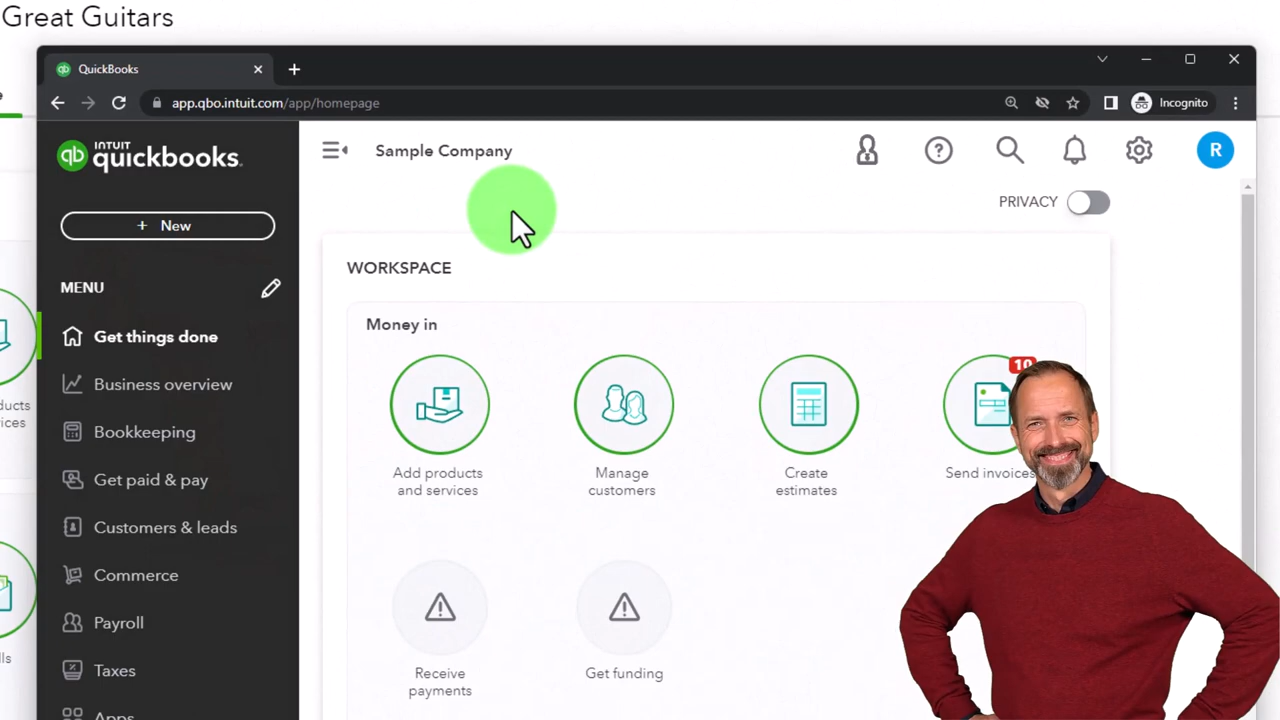 Great Guitars
QuickBooks
app.qbo.intuit.com/app/homepage
Incognito
INTUIT
quickbooks.
Sample Company
R
PRIVACY
+ New
WORKSPACE
MENU
Money in
Get things done
10
Business overview
Bookkeeping
Add products
and services
Manage
customers
Create
estimates
Send invoices
Get paid & pay
Customers & leads
Commerce
Payroll
Receive
payments
Get funding
Taxes
Apps